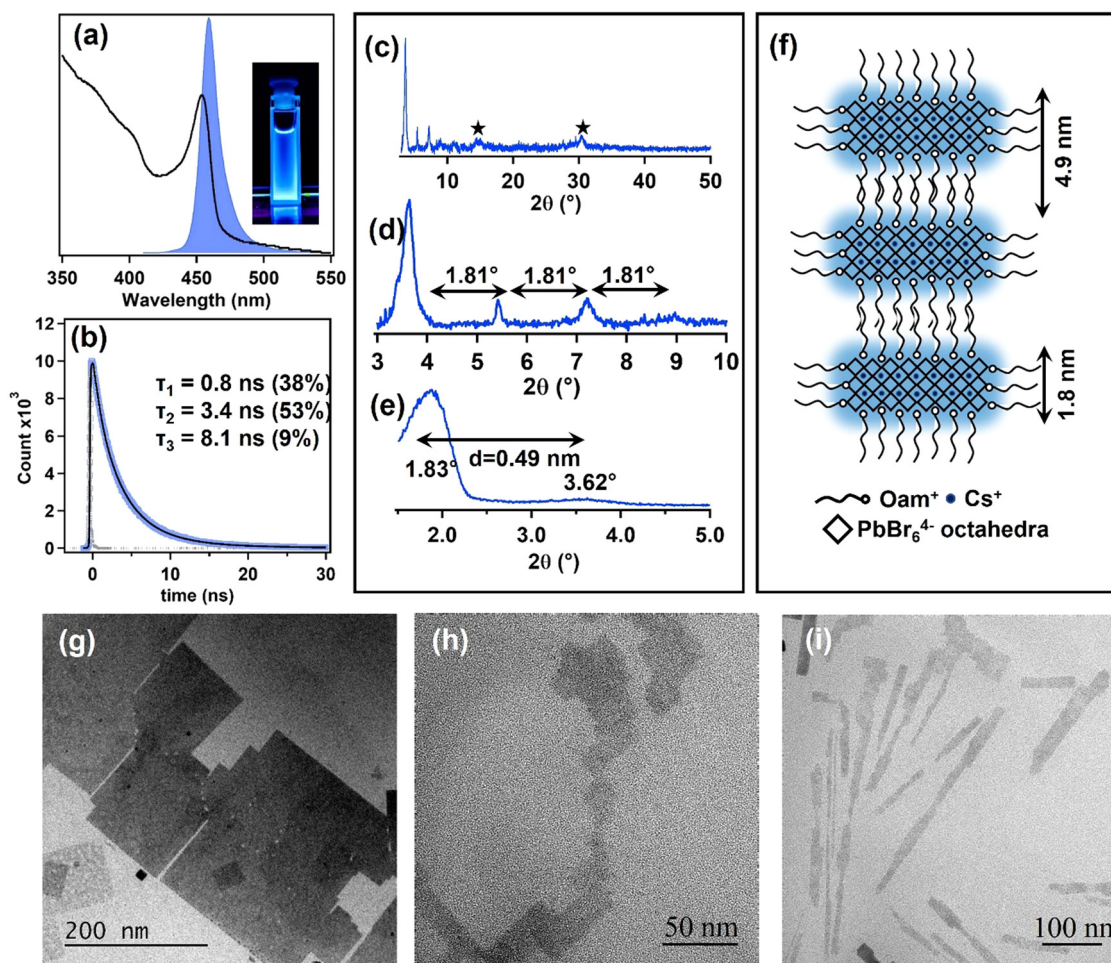 (a)
350 400 450 500 550
Wavelength (nm)
(b)
12
10
8
6
4
2
0
Count x10³
τ₁ = 0.8 ns (38%)
τ₂ = 3.4 ns (53%)
τ₃ = 8.1 ns (9%)
0 10 20 30
time (ns)
(c)
★ ★
10 20 30 40 50
2θ (°)
(d)
1.81° 1.81° 1.81°
3 4 5 6 7 8 9 10
2θ (°)
(e)
d=0.49 nm
1.83° 3.62°
2.0 3.0 4.0 5.0
2θ (°)
(f)
4.9 nm
1.8 nm
Oam⁺ Cs⁺
PbBr₆⁴⁻ octahedra
(g)
200 nm
(h)
50 nm
(i)
100 nm